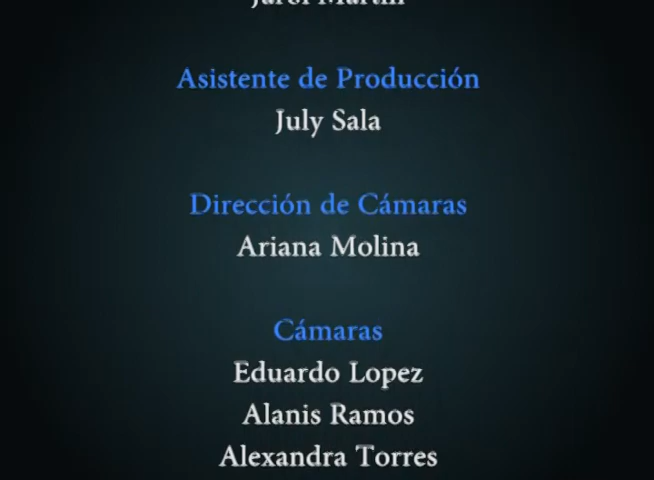 Asistente de Producción
July Sala
Dirección de Cámaras
Ariana Molina
Cámaras
Eduardo Lopez
Alanis Ramos
Alexandra Torres